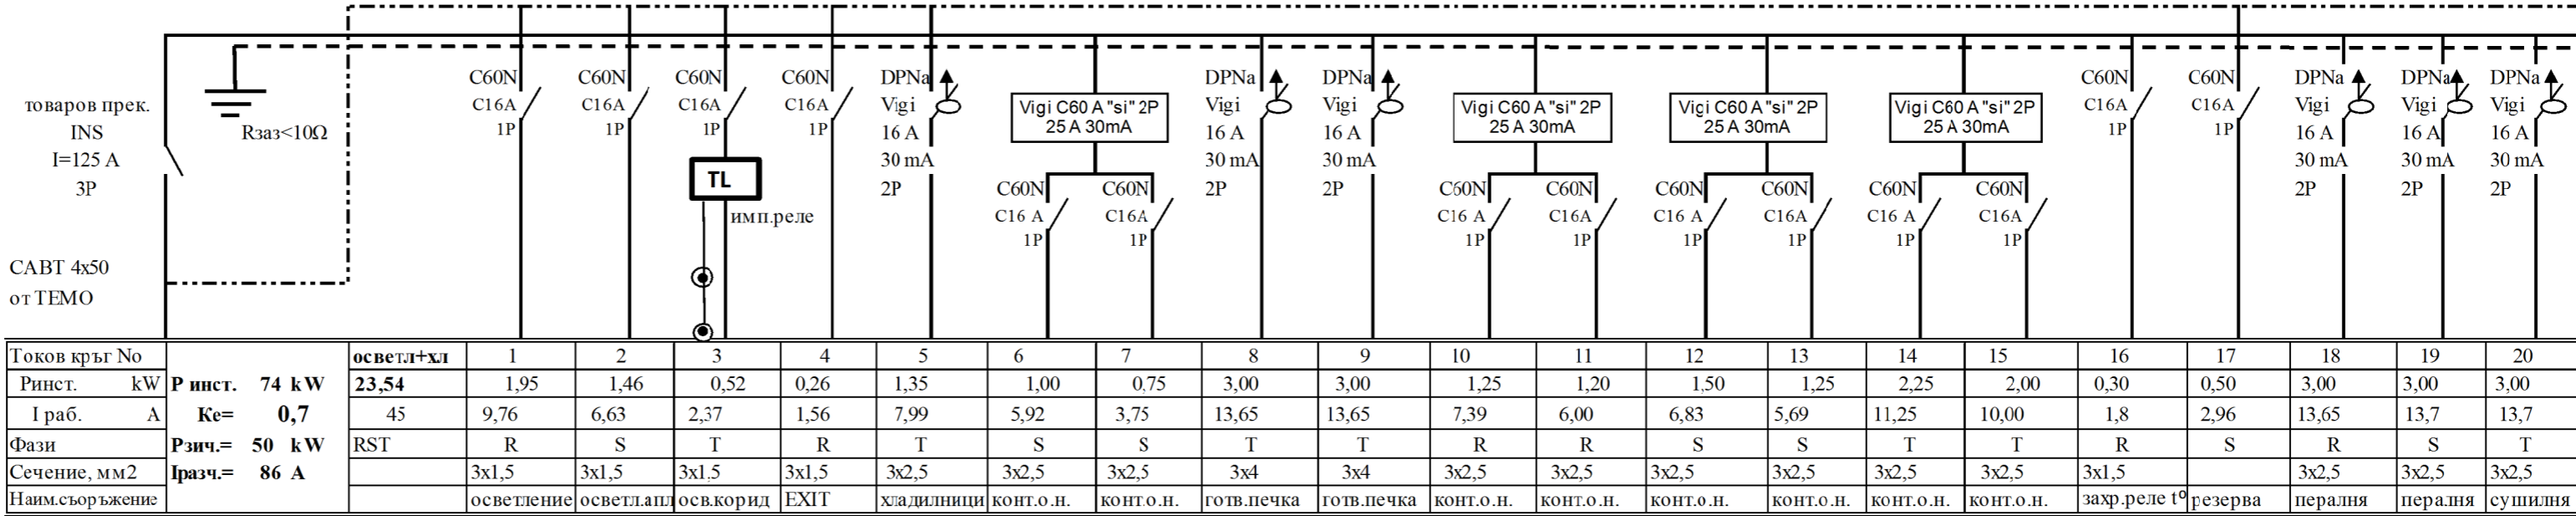 товаров прек.
INS
I=125 A
3P
Rзаз<10Ω
САВТ 4x50
от ТЕМО
C60N
C16A
1P
C60N
C16A
1P
C60N
C16A
1P
TL
имп.реле
C60N
C16A
1P
DPNa
Vigi
16 A
30 mA
2P
Vigi C60 A "si" 2P
25 A 30mA
C60N
C16 A
1P
C60N
C16A
1P
DPNa
Vigi
16 A
30 mA
2P
DPNa
Vigi
16 A
30 mA
2P
Vigi C60 A "si" 2P
25 A 30mA
C60N
C16 A
1P
C60N
C16A
1P
Vigi C60 A "si" 2P
25 A 30mA
C60N
C16 A
1P
C60N
C16A
1P
Vigi C60 A "si" 2P
25 A 30mA
C60N
C16 A
1P
C60N
C16A
1P
C60N
C16A
1P
C60N
C16A
1P
DPNa
Vigi
16 A
30 mA
2P
DPNa
Vigi
16 A
30 mA
2P
DPNa
Vigi
16 A
30 mA
2P
Токов кръг No осветл+хл 1 2 3 4 5 6 7 8 9 10 11 12 13 14 15 16 17 18 19 20
Ринст. kW Р инст. 74 kW 23,54 1,95 1,46 0,52 0,26 1,35 1,00 0,75 3,00 3,00 1,25 1,20 1,50 1,25 2,25 2,00 0,30 0,50 3,00 3,00 3,00
I раб. A Ке= 0,7 45 9,76 6,63 2,37 1,56 7,99 5,92 3,75 13,65 13,65 7,39 6,00 6,83 5,69 11,25 10,00 1,8 2,96 13,65 13,7 13,7
Фази Рзич.= 50 kW RST R S T R T S S T T R R S S T T R S R S T
Сечение, мм2 Iразч.= 86 A 3x1,5 3x1,5 3x1,5 3x1,5 3x2,5 3x2,5 3x2,5 3x4 3x4 3x2,5 3x2,5 3x2,5 3x2,5 3x2,5 3x2,5 3x1,5 3x2,5 3x2,5 3x2,5
Наим.съоръжение осветление осветл.апл осв.корид EXIT хладилници конт.о.н. конт.о.н. готв.печка готв.печка конт.о.н. конт.о.н. конт.о.н. конт.о.н. конт.о.н. конт.о.н. захр.реле tº резерва пералня пералня сушилня